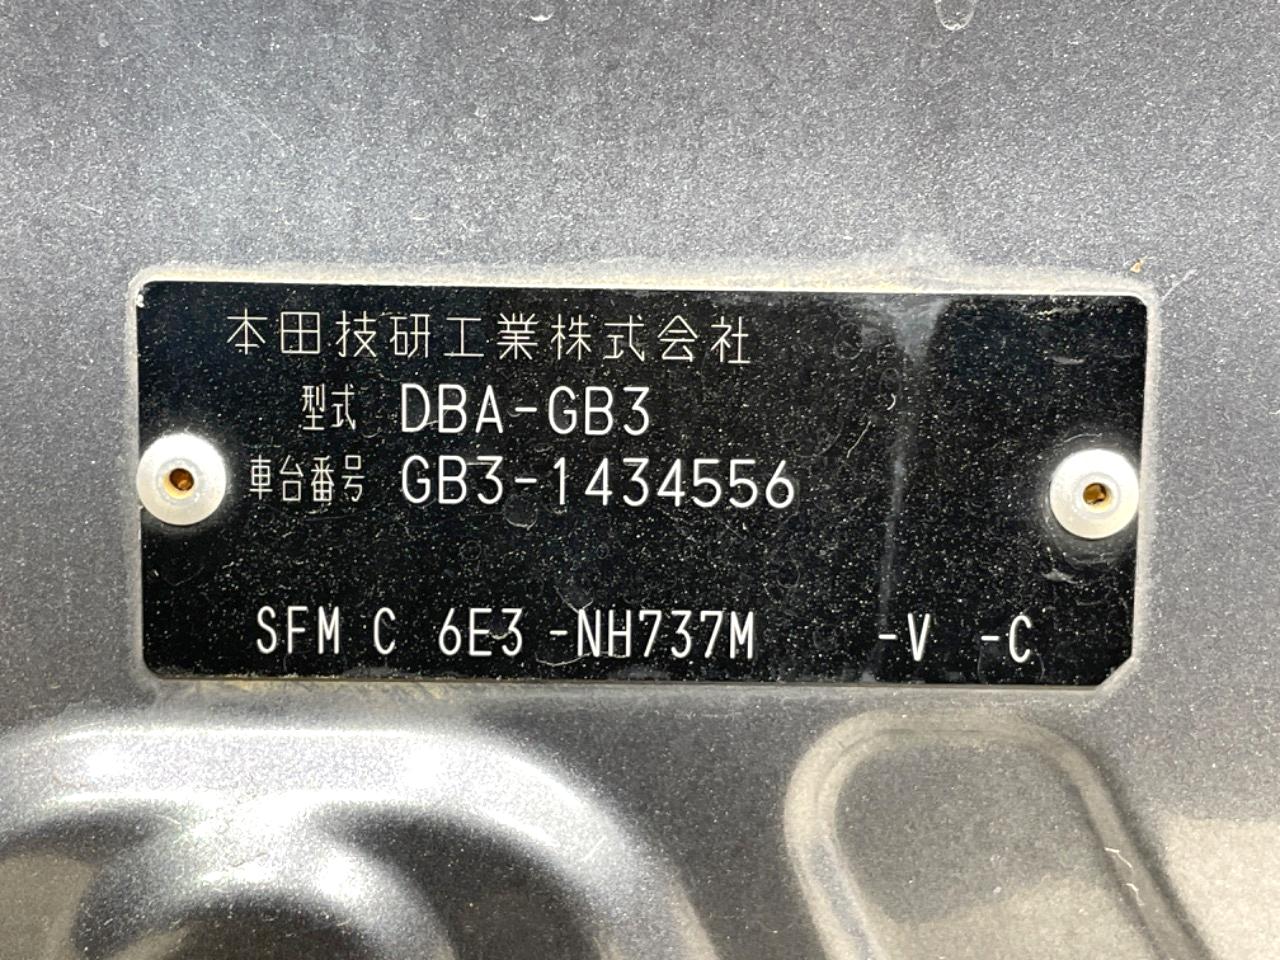 本田技研工業株式会社
型式 DBA-GB3
車台番号 GB3-1434556
SFM C 6E3 -NH737M -V -C